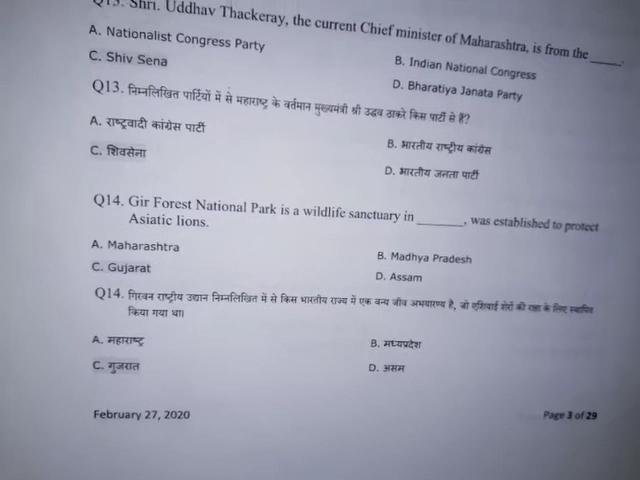 Q13. Shri. Uddhav Thackeray, the current Chief minister of Maharashtra, is from the ______.
A. Nationalist Congress Party
B. Indian National Congress
C. Shiv Sena
D. Bharatiya Janata Party
Q13. निम्नलिखित पार्टियों में से महाराष्ट्र के वर्तमान मुख्यमंत्री श्री उद्धव ठाकरे किस पार्टी से हैं?
A. राष्ट्रवादी कांग्रेस पार्टी
B. भारतीय राष्ट्रीय कांग्रेस
C. शिवसेना
D. भारतीय जनता पार्टी
Q14. Gir Forest National Park is a wildlife sanctuary in ________, was established to protect
Asiatic lions.
A. Maharashtra
B. Madhya Pradesh
C. Gujarat
D. Assam
Q14. गिरवन राष्ट्रीय उद्यान निम्नलिखित में से किस भारतीय राज्य में एक वन्य जीव अभयारण्य है, जो एशियाई शेरों की रक्षा के लिए स्थापित
किया गया था।
A. महाराष्ट्र
B. मध्यप्रदेश
C. गुजरात
D. असम
February 27, 2020
Page 3 of 29